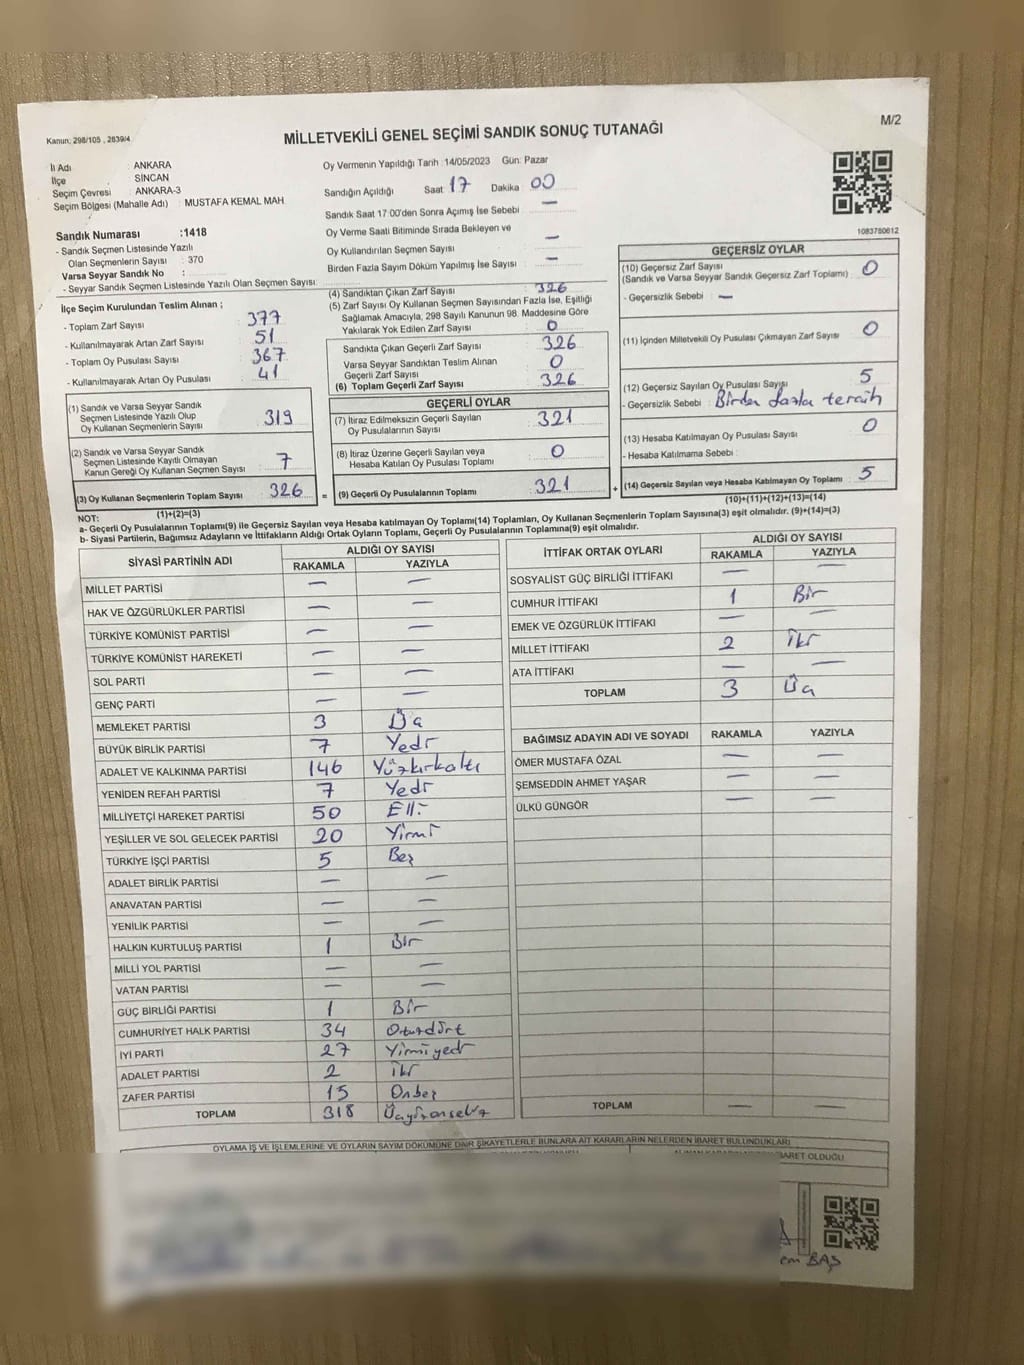 Kanun: 298/105 , 2839/4
MİLLETVEKİLİ GENEL SEÇİMİ SANDIK SONUÇ TUTANAĞI
M/2
İl Adı : ANKARA
İlçe : SİNCAN
Seçim Çevresi : ANKARA-3
Seçim Bölgesi (Mahalle Adı) : MUSTAFA KEMAL MAH.
Sandık Numarası :1418
- Sandık Seçmen Listesinde Yazılı
Olan Seçmenlerin Sayısı : 370
Varsa Seyyar Sandık No :
- Seyyar Sandık Seçmen Listesinde Yazılı Olan Seçmen Sayısı:
Oy Vermenin Yapıldığı Tarih :14/05/2023 Gün: Pazar
Sandığın Açıldığı Saat 17 Dakika 00
Sandık Saat 17:00'den Sonra Açımış İse Sebebi —
Oy Verme Saati Bitiminde Sırada Bekleyen ve
Oy Kullandırılan Seçmen Sayısı —
Birden Fazla Sayım Döküm Yapılmış İse Sayısı —
1083780612
İlçe Seçim Kurulundan Teslim Alınan ;
- Toplam Zarf Sayısı 377
- Kullanılmayarak Artan Zarf Sayısı 51
- Toplam Oy Pusulası Sayısı 367
- Kullanılmayarak Artan Oy Pusulası 41
(1) Sandık ve Varsa Seyyar Sandık
Seçmen Listesinde Yazılı Olup
Oy Kullanan Seçmenlerin Sayısı 319
(2) Sandık ve Varsa Seyyar Sandık
Seçmen Listesinde Kayıtlı Olmayan
Kanun Gereği Oy Kullanan Seçmen Sayısı 7
(3) Oy Kullanan Seçmenlerin Toplam Sayısı 326
(1)+(2)=(3)
(4) Sandıktan Çıkan Zarf Sayısı 326
(5) Zarf Sayısı Oy Kullanan Seçmen Sayısından Fazla İse, Eşitliği
Sağlamak Amacıyla, 298 Sayılı Kanunun 98. Maddesine Göre
Yakılarak Yok Edilen Zarf Sayısı 0
Sandıkta Çıkan Geçerli Zarf Sayısı 326
Varsa Seyyar Sandıktan Teslim Alınan
Geçerli Zarf Sayısı 0
(6) Toplam Geçerli Zarf Sayısı 326
GEÇERLİ OYLAR
(7) İtiraz Edilmeksizin Geçerli Sayılan
Oy Pusulalarının Sayısı 321
(8) İtiraz Üzerine Geçerli Sayılan veya
Hesaba Katılan Oy Pusulası Toplamı 0
= (9) Geçerli Oy Pusulalarının Toplamı 321 +
GEÇERSİZ OYLAR
(10) Geçersiz Zarf Sayısı
(Sandık ve Varsa Seyyar Sandık Geçersiz Zarf Toplamı) : 0
- Geçersizlik Sebebi : —
(11) İçinden Milletvekili Oy Pusulası Çıkmayan Zarf Sayısı 0
(12) Geçersiz Sayılan Oy Pusulası Sayısı 5
- Geçersizlik Sebebi : Birden fazla tercih
(13) Hesaba Katılmayan Oy Pusulası Sayısı 0
- Hesaba Katılmama Sebebi :
(14) Geçersiz Sayılan veya Hesaba Katılmayan Oy Toplamı 5
(10)+(11)+(12)+(13)=(14)
NOT:
a- Geçerli Oy Pusulalarının Toplamı(9) ile Geçersiz Sayılan veya Hesaba katılmayan Oy Toplamı(14) Toplamları, Oy Kullanan Seçmenlerin Toplam Sayısına(3) eşit olmalıdır. (9)+(14)=(3)
b- Siyasi Partilerin, Bağımsız Adayların ve İttifakların Aldığı Ortak Oyların Toplamı, Geçerli Oy Pusulalarının Toplamına(9) eşit olmalıdır.
SİYASİ PARTİNİN ADI ALDIĞI OY SAYISI
RAKAMLA YAZIYLA
MİLLET PARTİSİ — —
HAK VE ÖZGÜRLÜKLER PARTİSİ — —
TÜRKİYE KOMÜNİST PARTİSİ — —
TÜRKİYE KOMÜNİST HAREKETİ — —
SOL PARTİ — —
GENÇ PARTİ — —
MEMLEKET PARTİSİ 3 Üç
BÜYÜK BİRLİK PARTİSİ 7 Yedi
ADALET VE KALKINMA PARTİSİ 146 Yüzkırkaltı
YENİDEN REFAH PARTİSİ 7 Yedi
MİLLİYETÇİ HAREKET PARTİSİ 50 Elli
YEŞİLLER VE SOL GELECEK PARTİSİ 20 Yirmi
TÜRKİYE İŞÇİ PARTİSİ 5 Beş
ADALET BİRLİK PARTİSİ — —
ANAVATAN PARTİSİ — —
YENİLİK PARTİSİ — —
HALKIN KURTULUŞ PARTİSİ 1 Bir
MİLLİ YOL PARTİSİ — —
VATAN PARTİSİ — —
GÜÇ BİRLİĞİ PARTİSİ 1 Bir
CUMHURİYET HALK PARTİSİ 34 Otuzdört
İYİ PARTİ 27 Yirmiyedi
ADALET PARTİSİ 2 İki
ZAFER PARTİSİ 15 Onbeş
TOPLAM 318 Üçyüzonsekiz
İTTİFAK ORTAK OYLARI ALDIĞI OY SAYISI
RAKAMLA YAZIYLA
SOSYALİST GÜÇ BİRLİĞİ İTTİFAKI — —
CUMHUR İTTİFAKI 1 Bir
EMEK VE ÖZGÜRLÜK İTTİFAKI — —
MİLLET İTTİFAKI 2 İki
ATA İTTİFAKI — —
TOPLAM 3 Üç
BAĞIMSIZ ADAYIN ADI VE SOYADI RAKAMLA YAZIYLA
ÖMER MUSTAFA ÖZAL — —
ŞEMSEDDİN AHMET YAŞAR — —
ÜLKÜ GÜNGÖR — —
TOPLAM — —
OYLAMA İŞ VE İŞLEMLERİNE VE OYLARIN SAYIM DÖKÜMÜNE DAİR ŞİKAYETLERLE BUNLARA AİT KARARLARIN NELERDEN İBARET BULUNDUKLARI
BARET OLDUĞU
em BAŞ